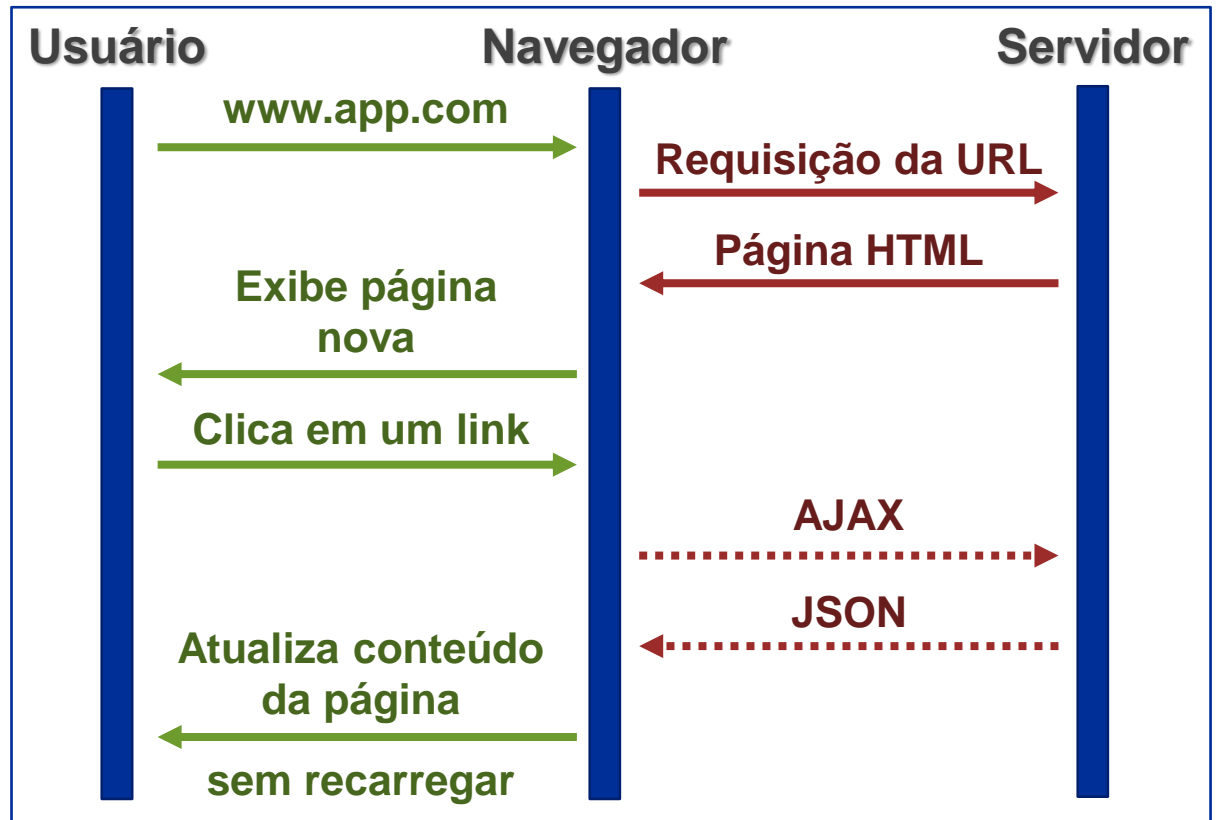 Usuário
Navegador
Servidor
www.app.com
Requisição da URL
Página HTML
Exibe página
nova
Clica em um link
AJAX
JSON
Atualiza conteúdo
da página
sem recarregar